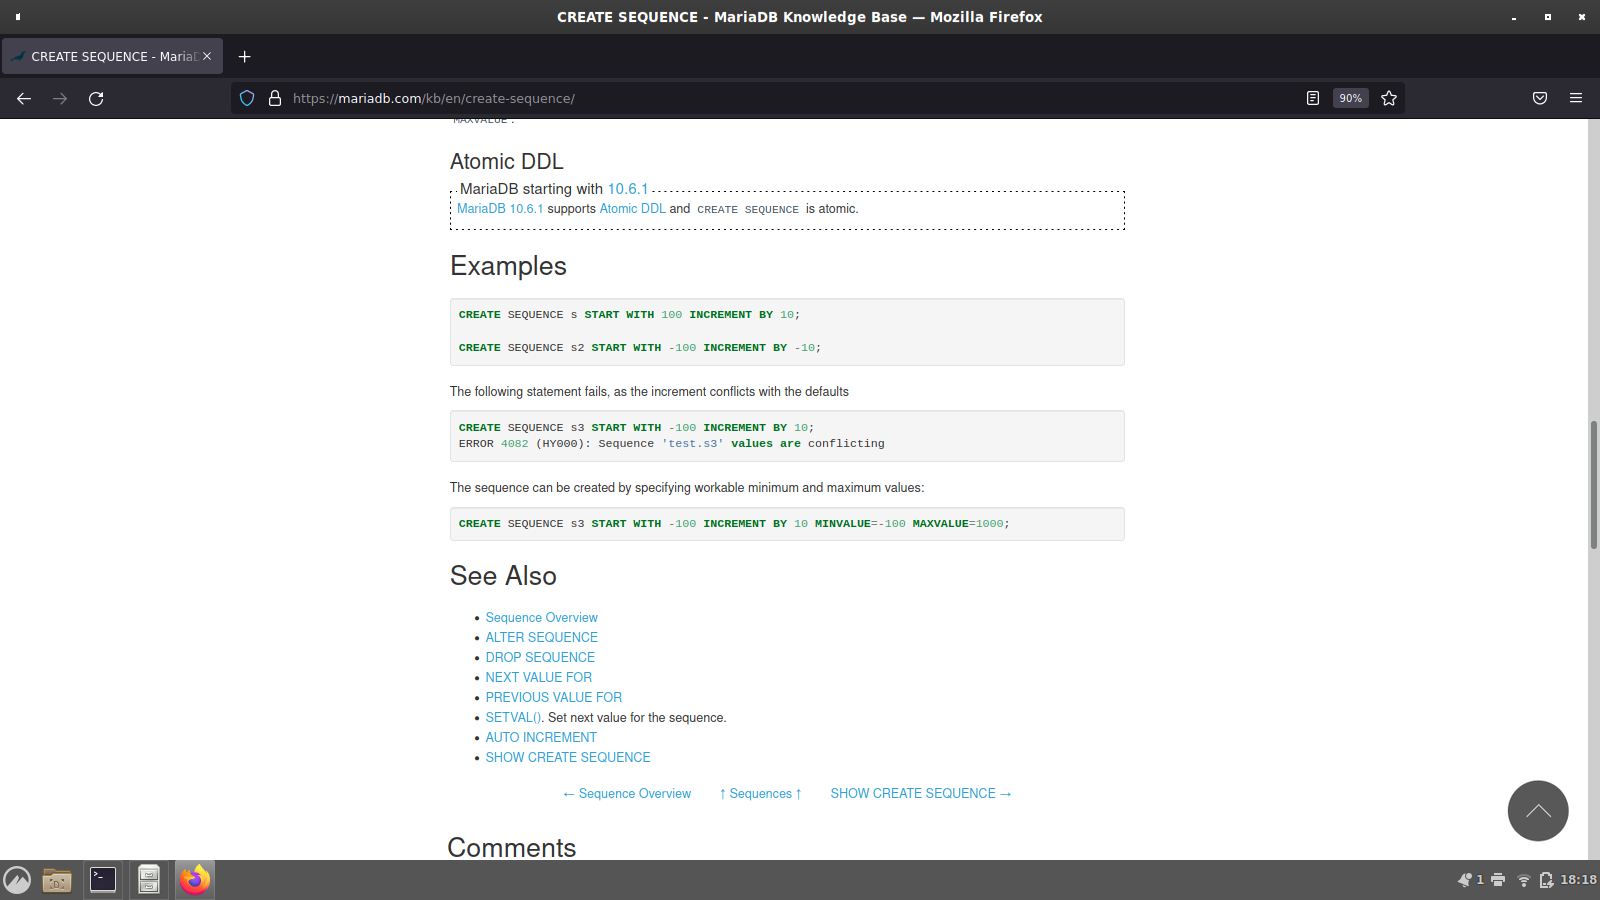 CREATE SEQUENCE - MariaDB Knowledge Base — Mozilla Firefox
CREATE SEQUENCE - MariaD
https://mariadb.com/kb/en/create-sequence/
90%
MAXVALUE .
Atomic DDL
MariaDB starting with 10.6.1
MariaDB 10.6.1 supports Atomic DDL and CREATE SEQUENCE is atomic.
Examples
CREATE SEQUENCE s START WITH 100 INCREMENT BY 10;
CREATE SEQUENCE s2 START WITH -100 INCREMENT BY -10;
The following statement fails, as the increment conflicts with the defaults
CREATE SEQUENCE s3 START WITH -100 INCREMENT BY 10;
ERROR 4082 (HY000): Sequence 'test.s3' values are conflicting
The sequence can be created by specifying workable minimum and maximum values:
CREATE SEQUENCE s3 START WITH -100 INCREMENT BY 10 MINVALUE=-100 MAXVALUE=1000;
See Also
• Sequence Overview
• ALTER SEQUENCE
• DROP SEQUENCE
• NEXT VALUE FOR
• PREVIOUS VALUE FOR
• SETVAL(). Set next value for the sequence.
• AUTO INCREMENT
• SHOW CREATE SEQUENCE
← Sequence Overview ↑ Sequences ↑ SHOW CREATE SEQUENCE →
Comments
1 18:18